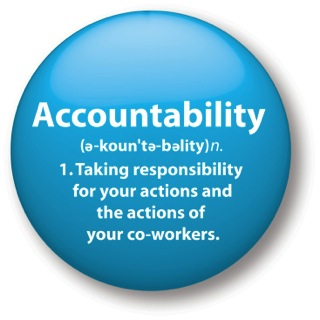 Accountability
(ə-koun'tə-bəlity)n.
1. Taking responsibility
for your actions and
the actions of
your co-workers.